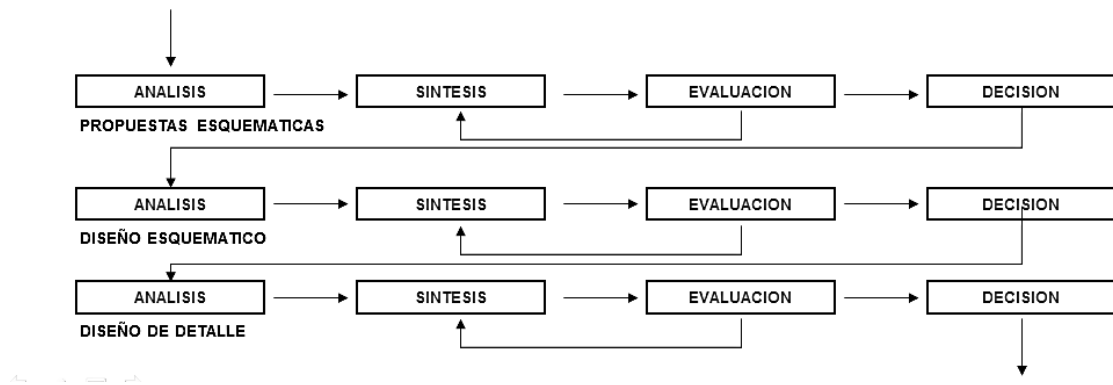 ANALISIS SINTESIS EVALUACION DECISION
PROPUESTAS ESQUEMATICAS
ANALISIS SINTESIS EVALUACION DECISION
DISEÑO ESQUEMATICO
ANALISIS SINTESIS EVALUACION DECISION
DISEÑO DE DETALLE